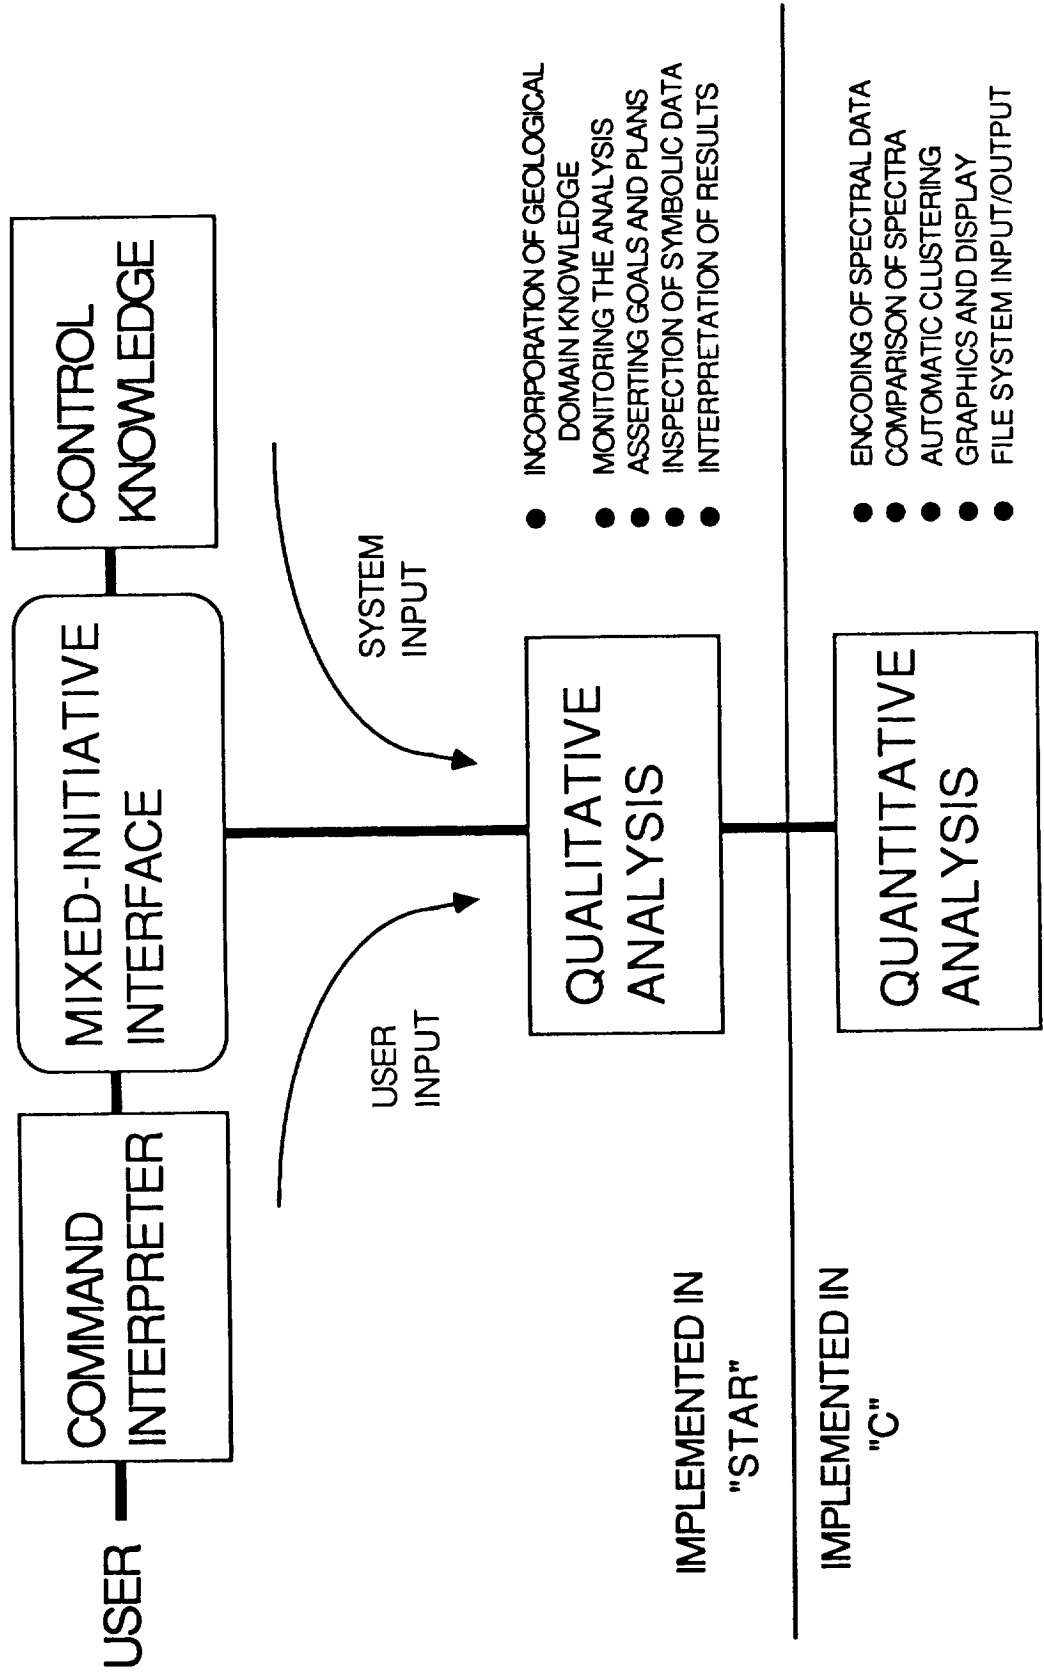 USER
COMMAND
INTERPRETER
MIXED-INITIATIVE
INTERFACE
CONTROL
KNOWLEDGE
USER
INPUT
SYSTEM
INPUT
QUALITATIVE
ANALYSIS
● INCORPORATION OF GEOLOGICAL
DOMAIN KNOWLEDGE
● MONITORING THE ANALYSIS
● ASSERTING GOALS AND PLANS
● INSPECTION OF SYMBOLIC DATA
● INTERPRETATION OF RESULTS
IMPLEMENTED IN
"STAR"
IMPLEMENTED IN
"C"
QUANTITATIVE
ANALYSIS
● ENCODING OF SPECTRAL DATA
● COMPARISON OF SPECTRA
● AUTOMATIC CLUSTERING
● GRAPHICS AND DISPLAY
● FILE SYSTEM INPUT/OUTPUT